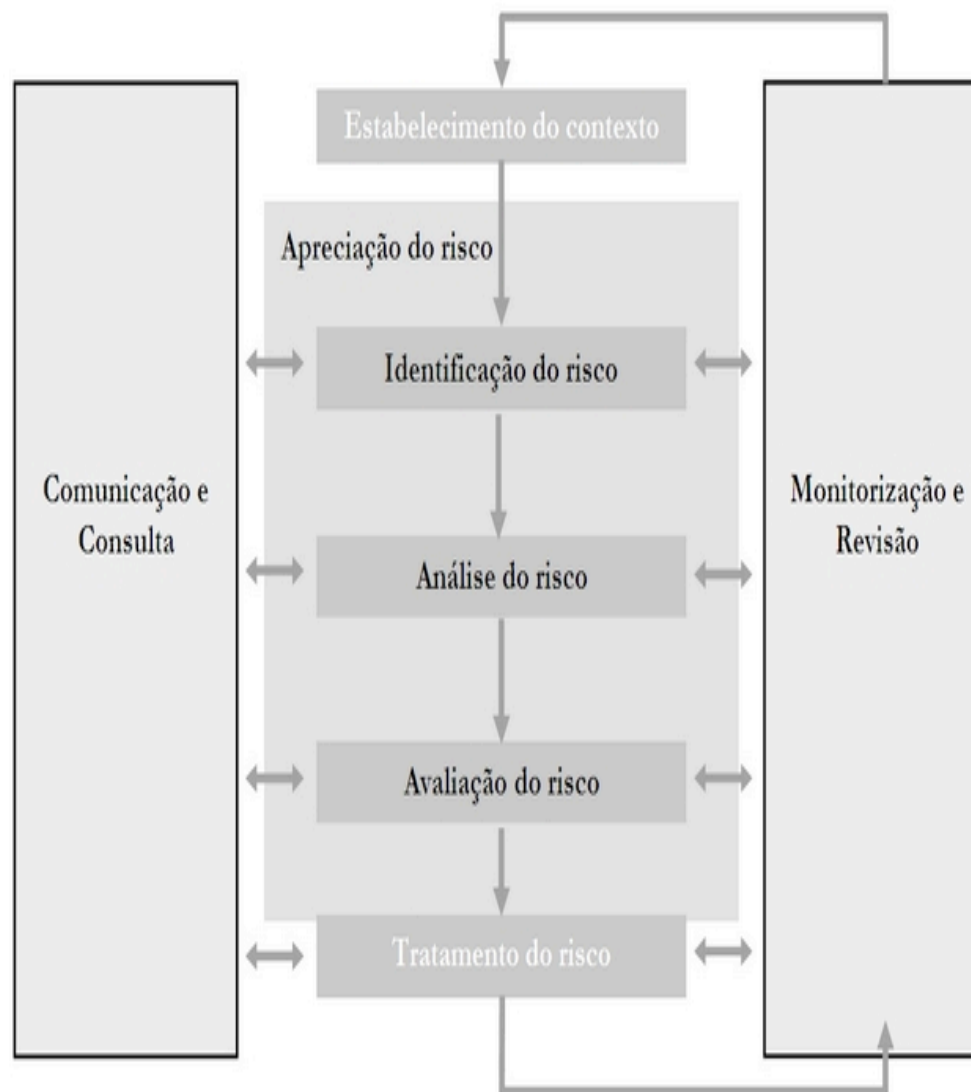 Estabelecimento do contexto
Apreciação do risco
Identificação do risco
Comunicação e
Consulta
Monitorização e
Revisão
Análise do risco
Avaliação do risco
Tratamento do risco